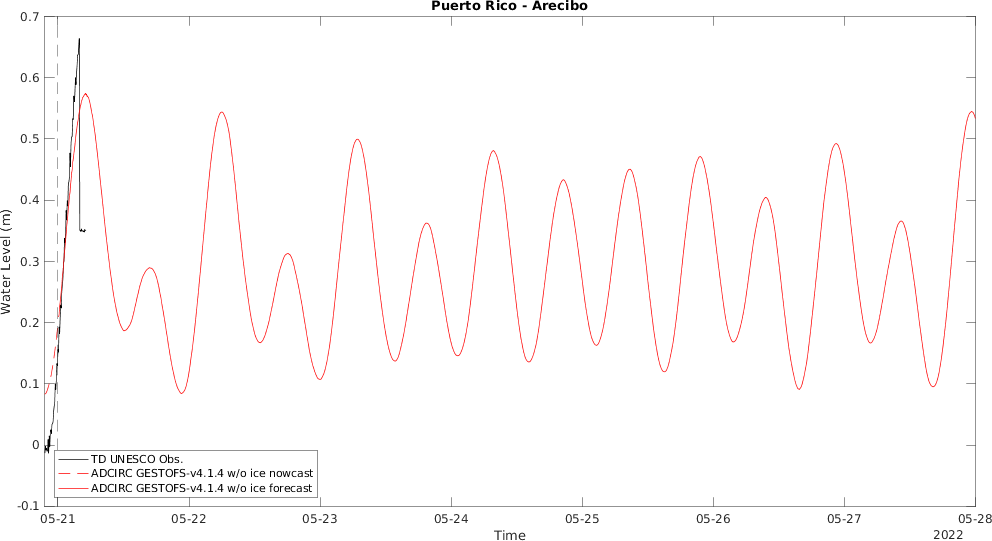 Puerto Rico - Arecibo
0.7
0.6
0.5
0.4
0.3
0.2
0.1
0
-0.1
Water Level (m)
TD UNESCO Obs.
ADCIRC GESTOFS-v4.1.4 w/o ice nowcast
ADCIRC GESTOFS-v4.1.4 w/o ice forecast
05-21 05-22 05-23 05-24 05-25 05-26 05-27 05-28
Time
2022